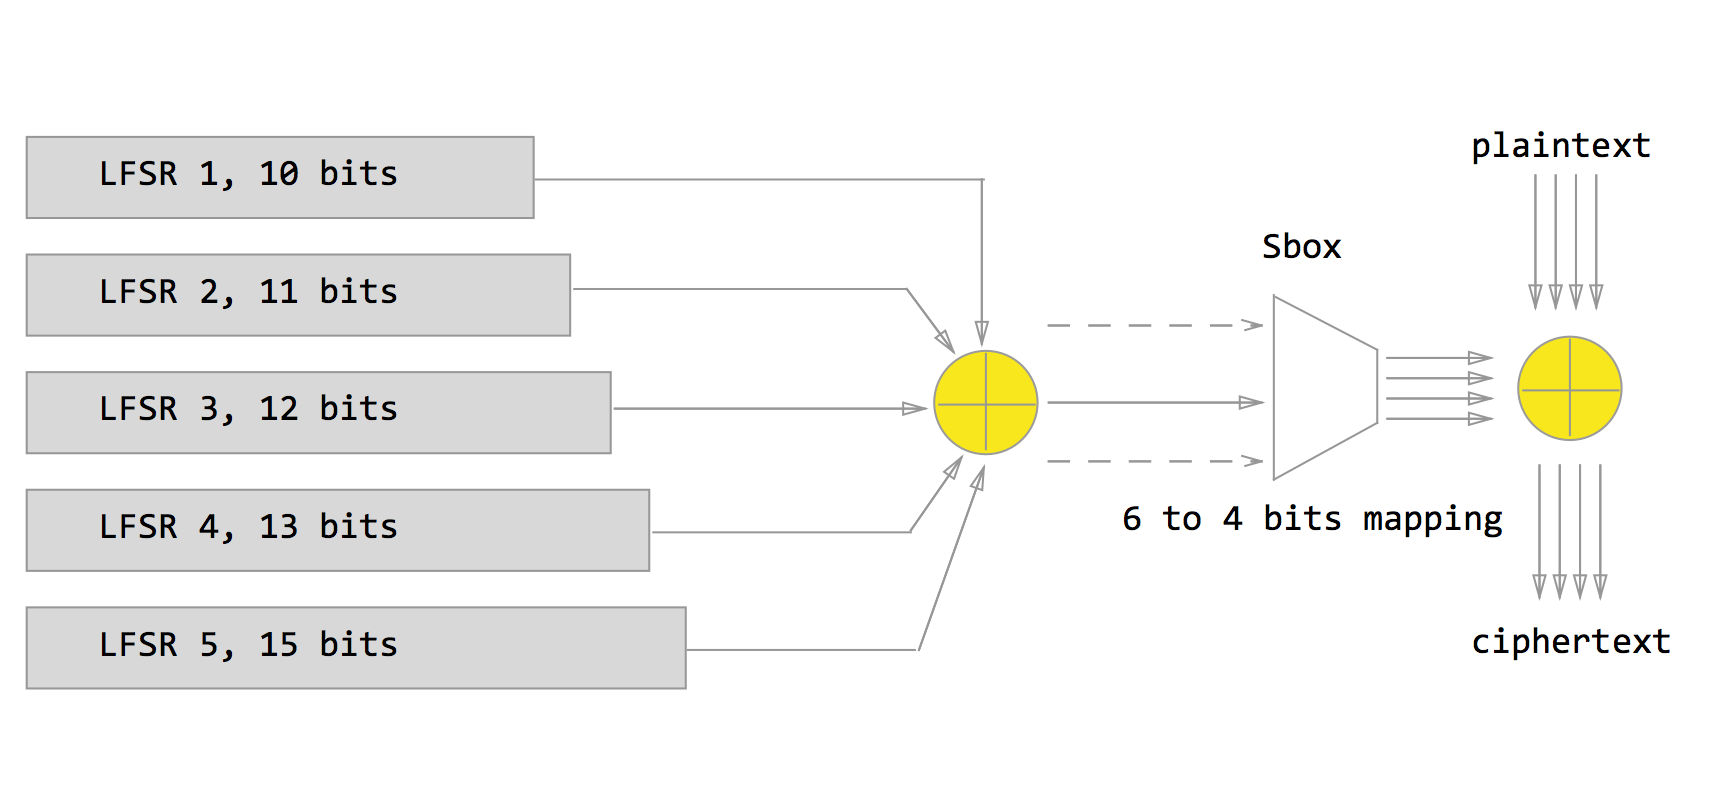 LFSR 1, 10 bits
LFSR 2, 11 bits
LFSR 3, 12 bits
LFSR 4, 13 bits
LFSR 5, 15 bits
Sbox
6 to 4 bits mapping
plaintext
ciphertext